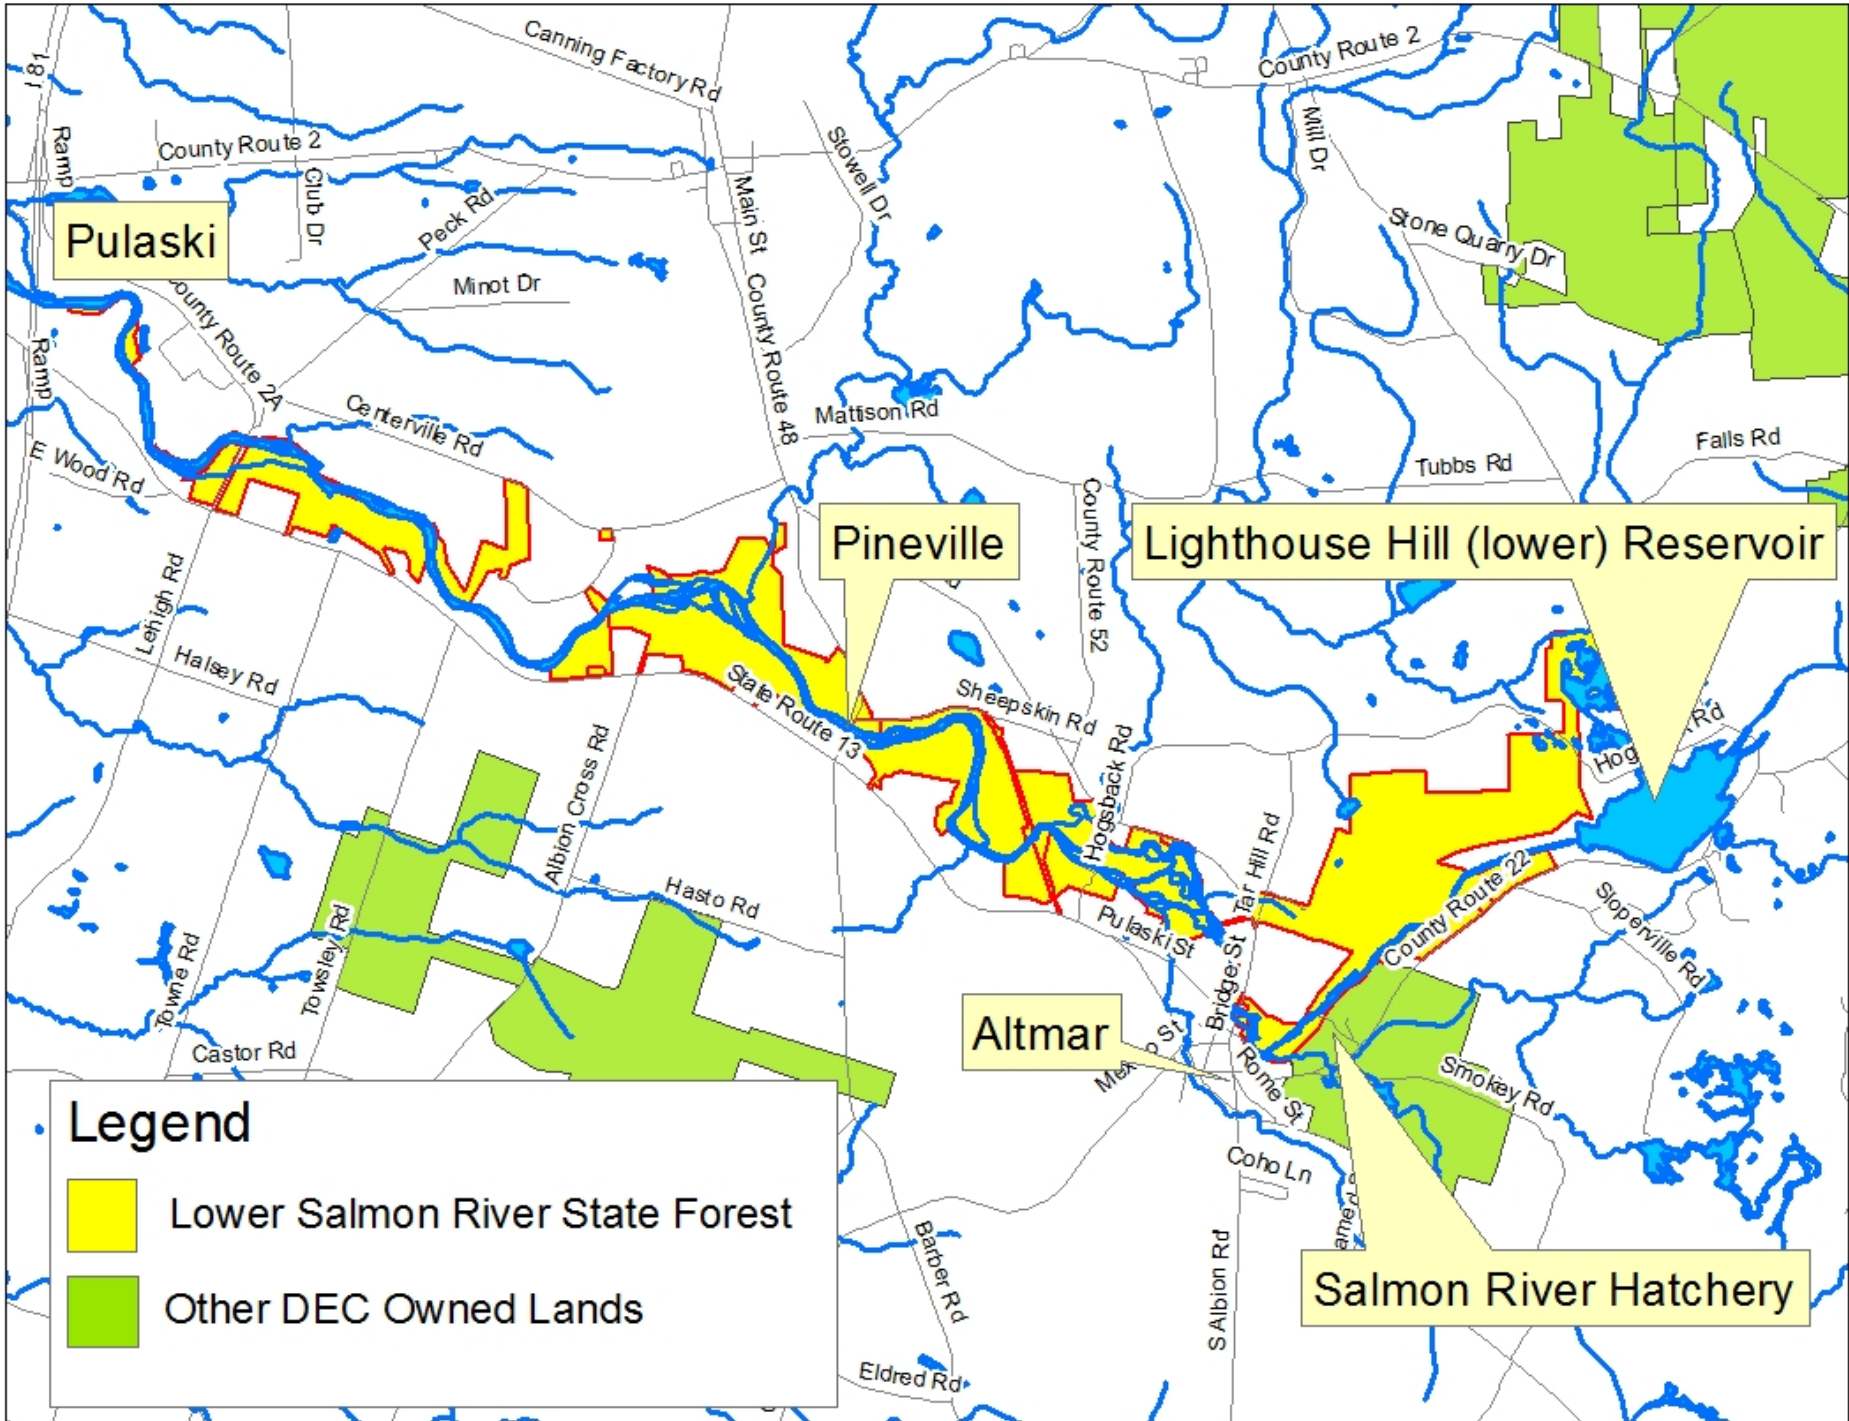 Canning Factory Rd
County Route 2
I 81
Ramp
County Route 2
Club Dr
Peck Rd
Main St
Stowell Dr
Mill Dr
Stone Quarry Dr
Pulaski
Minot Dr
County Route 48
Ramp
County Route 2A
Centerville Rd
Mattison Rd
E Wood Rd
Tubbs Rd
Falls Rd
Pineville
County Route 52
Lighthouse Hill (lower) Reservoir
Lehigh Rd
Halsey Rd
State Route 13
Sheepskin Rd
Hogsback Rd
Hog
Rd
Albion Cross Rd
Tar Hill Rd
Hasto Rd
County Route 22
Sloperville Rd
Pulaski St
Towne Rd
Towsley Rd
Bridge St
Altmar
Castor Rd
Rome St
Smokey Rd
Coho Ln
Legend
Lower Salmon River State Forest
Other DEC Owned Lands
Barber Rd
S Albion Rd
Salmon River Hatchery
Eldred Rd